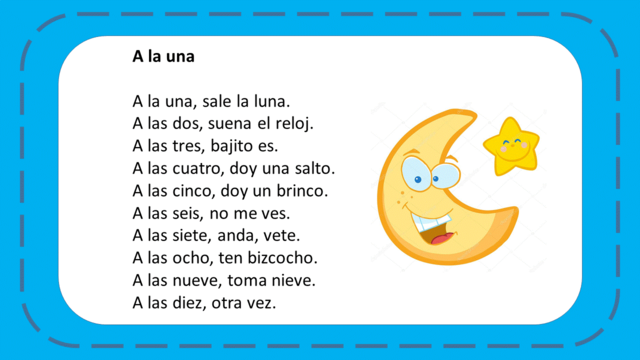 A la una
A la una, sale la luna.
A las dos, suena el reloj.
A las tres, bajito es.
A las cuatro, doy una salto.
A las cinco, doy un brinco.
A las seis, no me ves.
A las siete, anda, vete.
A las ocho, ten bizcocho.
A las nueve, toma nieve.
A las diez, otra vez.